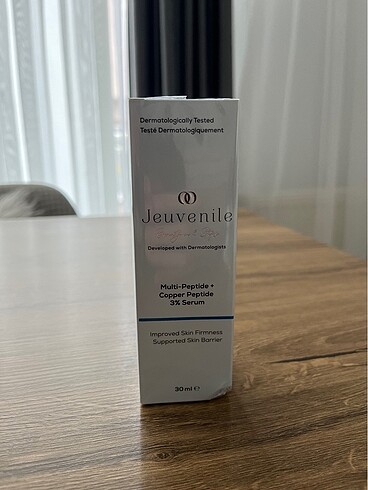 Dermatologically Tested
Testé Dermatologiquement
Jeuvenile
Developed with Dermatologists
Multi-Peptide +
Copper Peptide
3% Serum
Improved Skin Firmness
Supported Skin Barrier
30 ml ℮